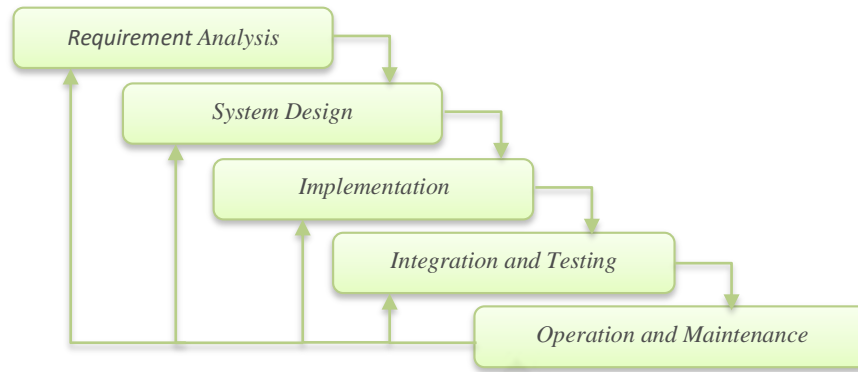 Requirement Analysis
System Design
Implementation
Integration and Testing
Operation and Maintenance